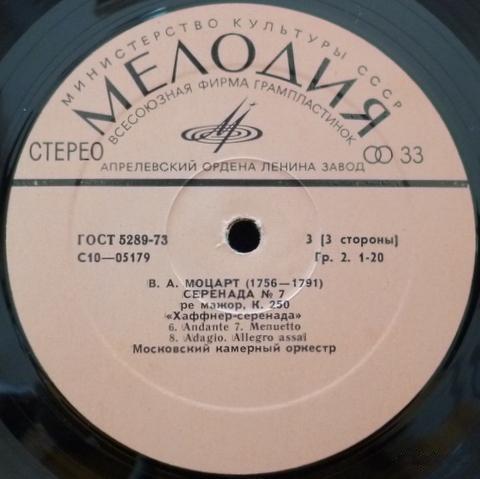 МИНИСТЕРСТВО КУЛЬТУРЫ СССР
МЕЛОДИЯ
ВСЕСОЮЗНАЯ ФИРМА ГРАМПЛАСТИНОК
СТЕРЕО 33
АПРЕЛЕВСКИЙ ОРДЕНА ЛЕНИНА ЗАВОД
ГОСТ 5289-73 3 [3 стороны]
С10—05179 Гр. 2. 1-20
В. А. МОЦАРТ (1756—1791)
СЕРЕНАДА № 7
ре мажор, К. 250
«Хаффнер-серенада»
6. Andante 7. Menuetto
8. Adagio. Allegro assai
Московский камерный оркестр